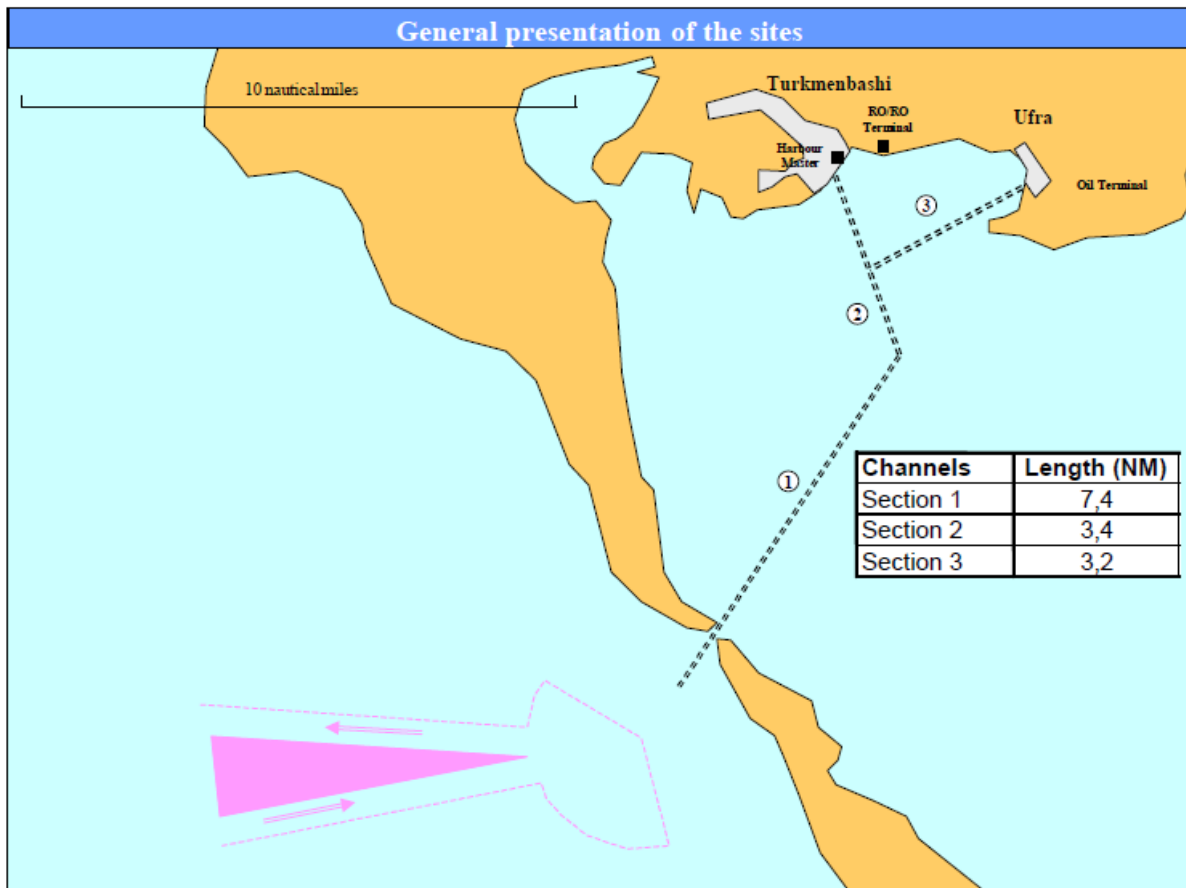 General presentation of the sites
10 nautical miles
Turkmenbashi
RO/RO
Terminal
Ufra
Harbour
Master
Oil Terminal
3
2
1
Channels Length (NM)
Section 1 7,4
Section 2 3,4
Section 3 3,2